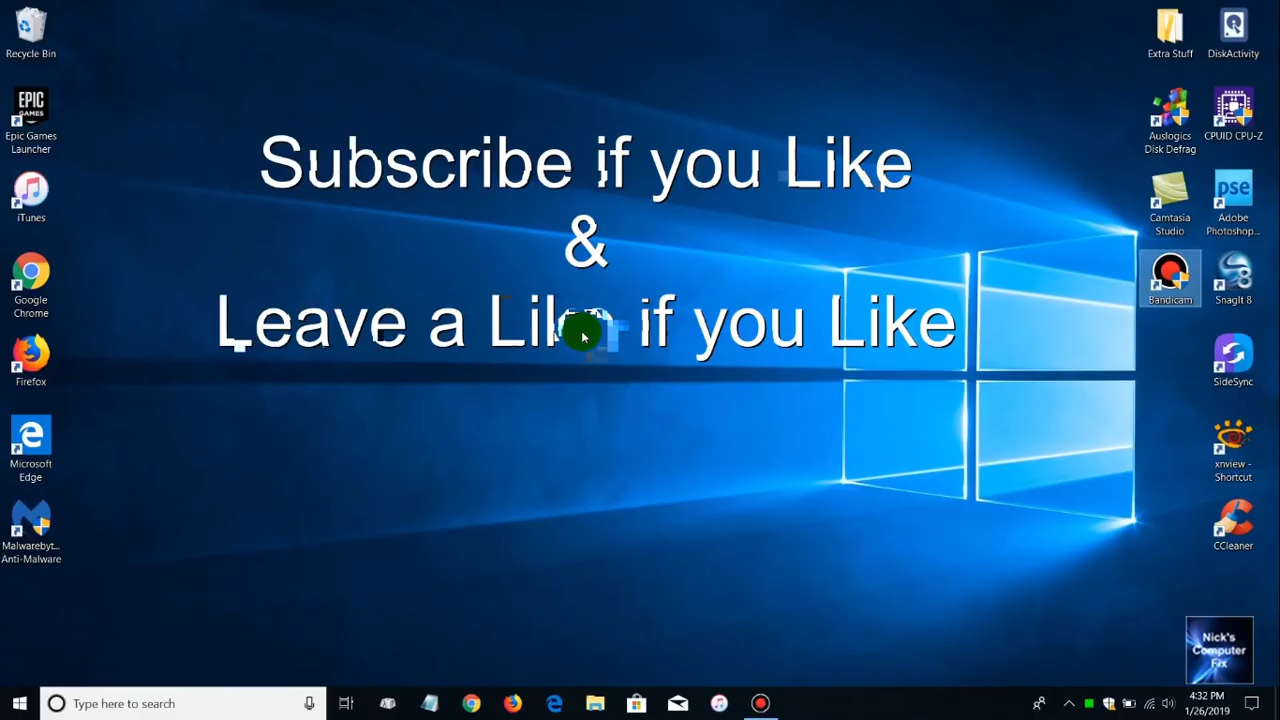 Recycle Bin
EPIC GAMES
Epic Games
Launcher
iTunes
Google
Chrome
Firefox
Microsoft
Edge
Malwareby...
Anti-Malware
Subscribe if you Like
&
Leave a Like if you Like
Extra Stuff
DiskActivity
Auslogics
Disk Defrag
CPUID CPU-Z
Camtasia
Studio
pse
Adobe
Photoshop...
Bandicam
SnagIt 8
SideSync
xnview -
Shortcut
CCleaner
Nick's
Computer
Fix
Type here to search
4:32 PM
1/26/2019